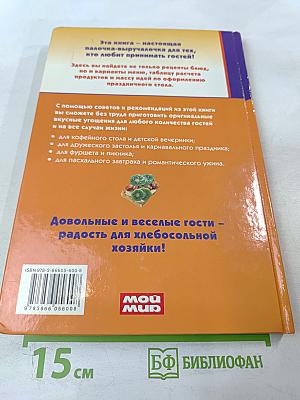 Эта книга – настоящая
палочка-выручалочка для тех,
кто любит принимать гостей!
Здесь вы найдете не только рецепты блюд,
но и варианты меню, таблицу расчета
продуктов и массу идей по оформлению
праздничного стола.
С помощью советов и рекомендаций из этой книги
вы сможете без труда приготовить оригинальные
вкусные угощения для любого количества гостей
и на все случаи жизни:
для кофейного стола и детской вечеринки;
для дружеского застолья и карнавального праздника;
для фуршета и пикника;
для пасхального завтрака и романтического ужина.
Довольные и веселые гости –
радость для хлебосольной
хозяйки!
мой
мир
15 см
БФ БИБЛИОФАН